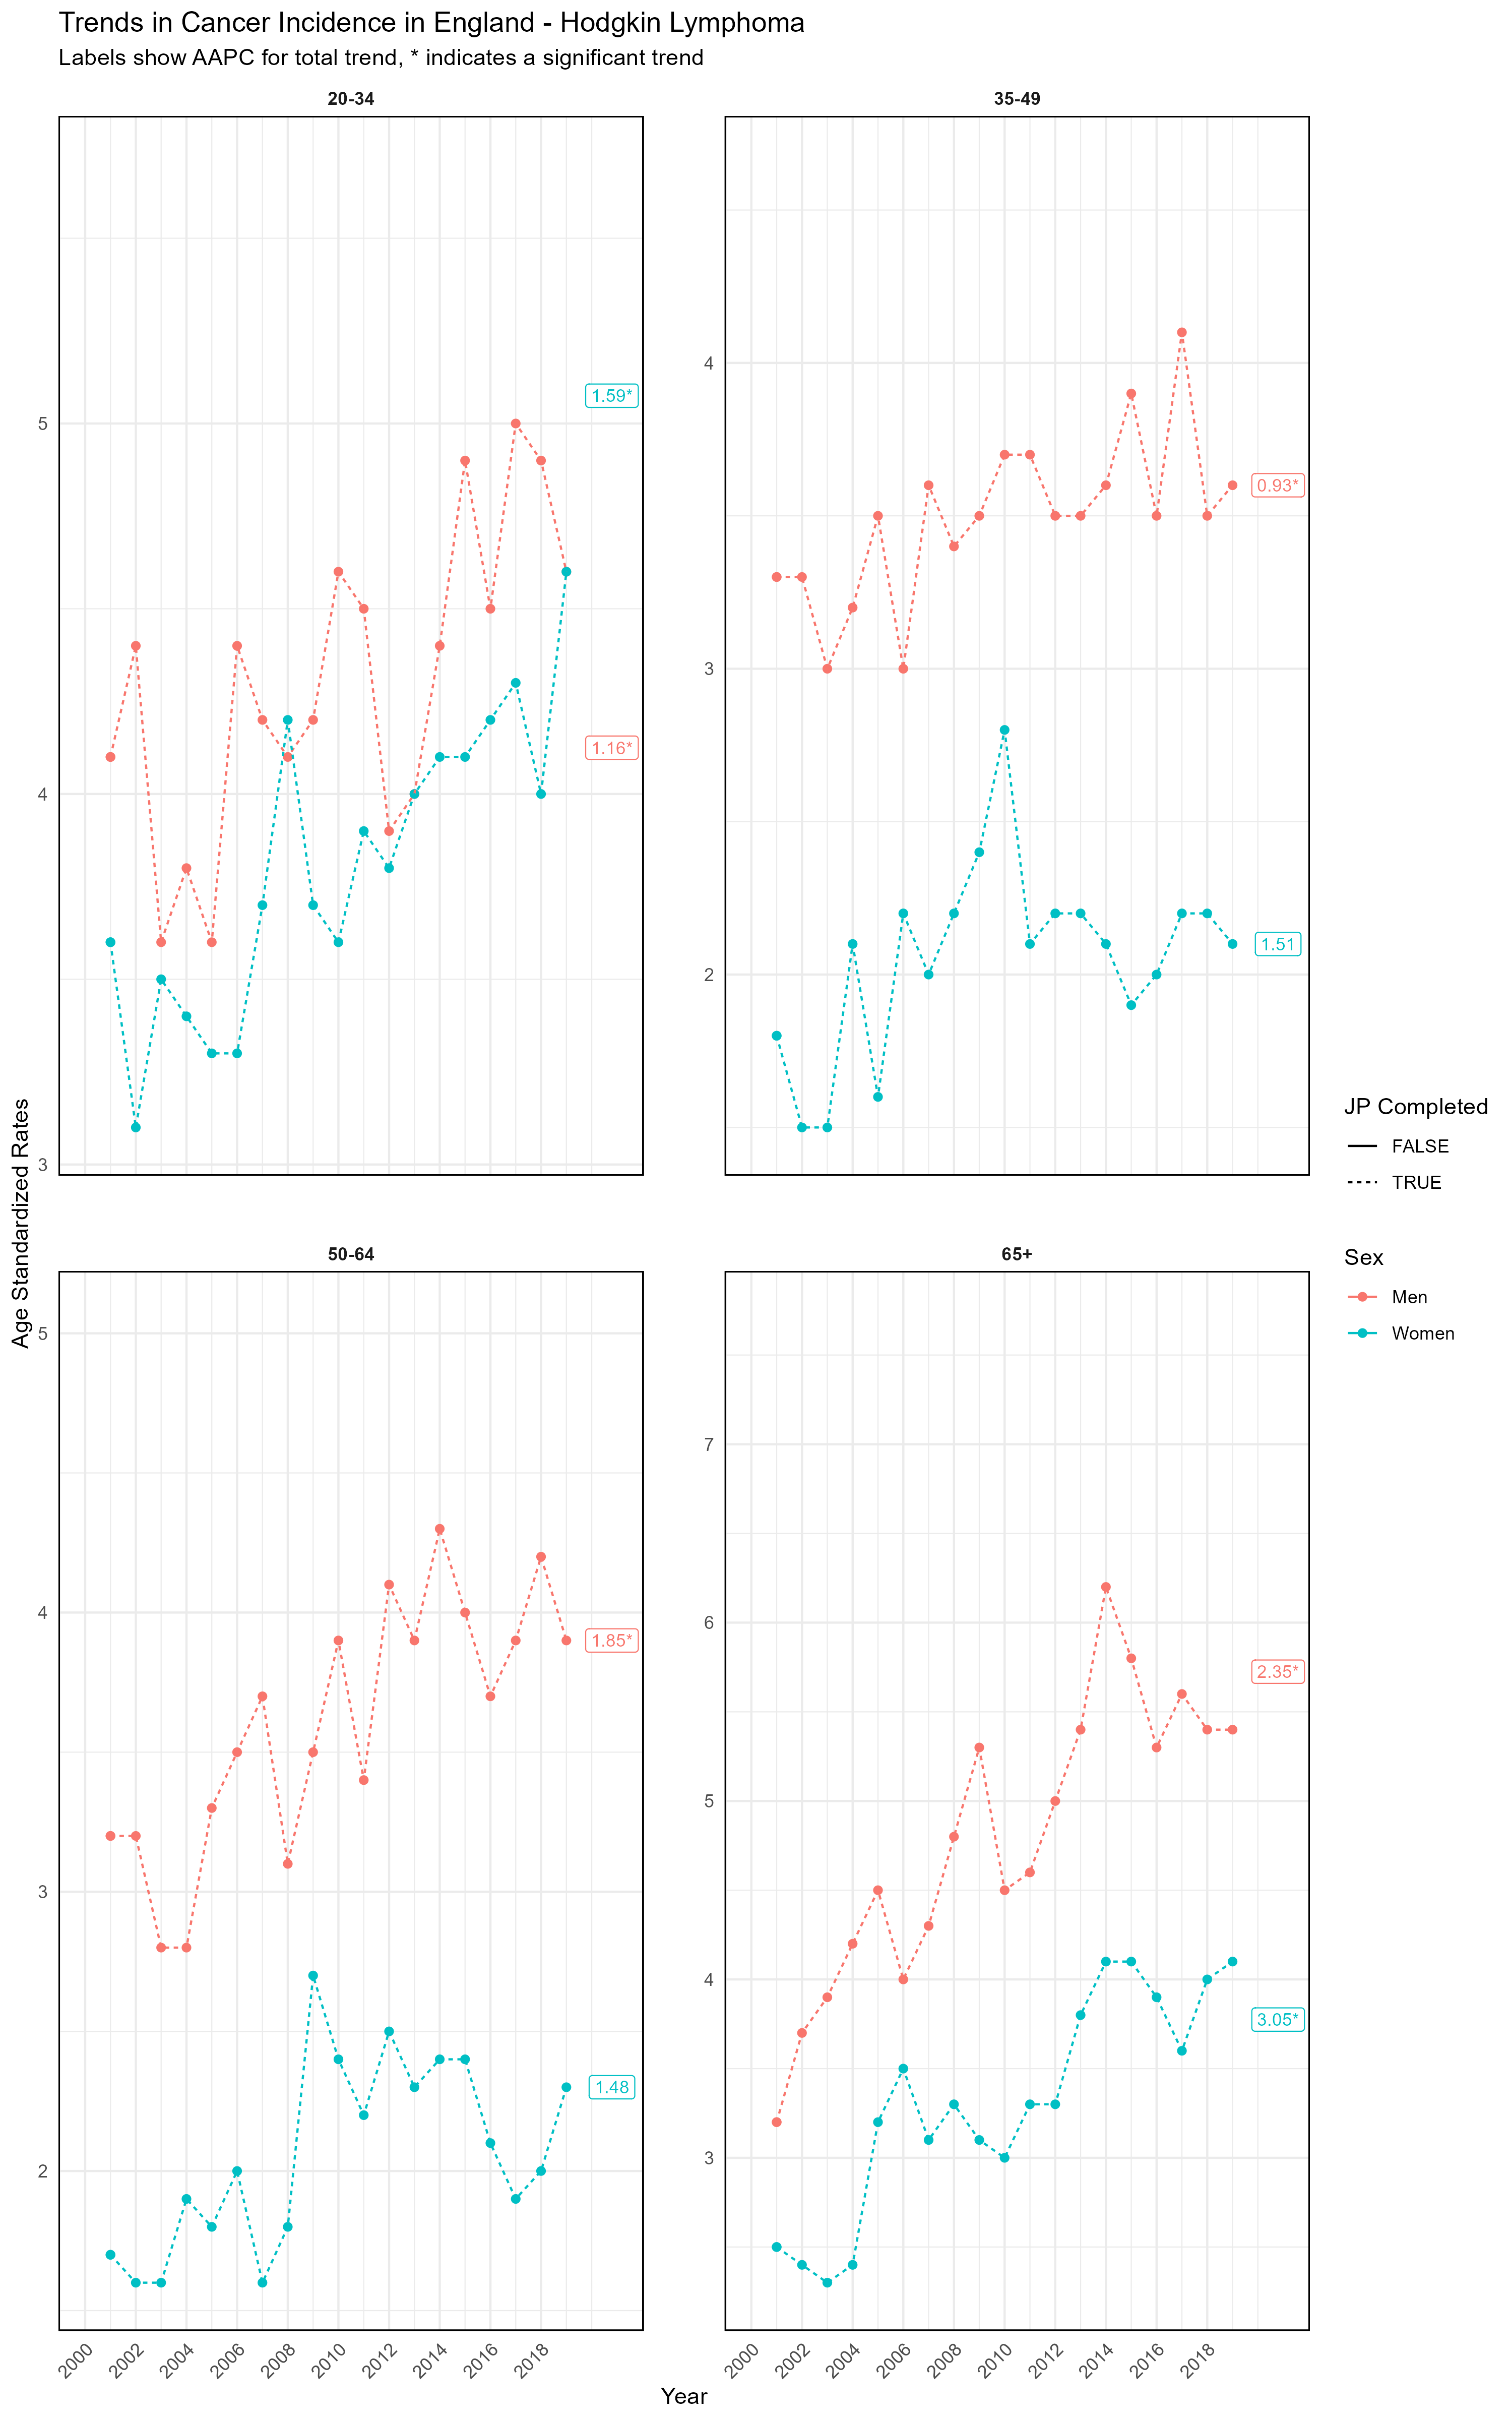 Trends in Cancer Incidence in England - Hodgkin Lymphoma
Labels show AAPC for total trend, * indicates a significant trend
20-34
35-49
5
4
3
1.59*
1.16*
4
3
2
0.93*
1.51
Age Standardized Rates
50-64
65+
5
4
3
2
1.85*
1.48
7
6
5
4
3
2.35*
3.05*
2000 2002 2004 2006 2008 2010 2012 2014 2016 2018
2000 2002 2004 2006 2008 2010 2012 2014 2016 2018
Year
JP Completed
FALSE
TRUE
Sex
Men
Women